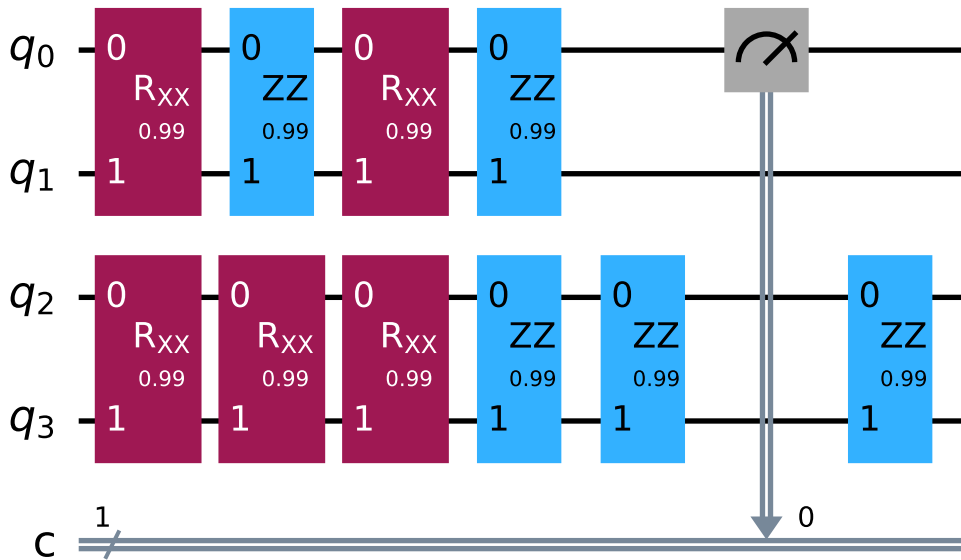 q0 0 0 0 0
RXX ZZ RXX ZZ
0.99 0.99 0.99 0.99
q1 1 1 1 1
q2 0 0 0 0 0 0
RXX RXX RXX ZZ ZZ ZZ
0.99 0.99 0.99 0.99 0.99 0.99
q3 1 1 1 1 1 1
1 0
c